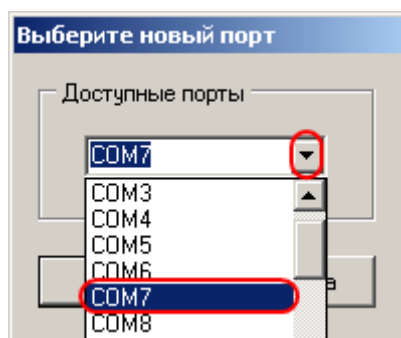 Выберите новый порт
Доступные порты
COM7
COM3
COM4
COM5
COM6
COM7
COM8